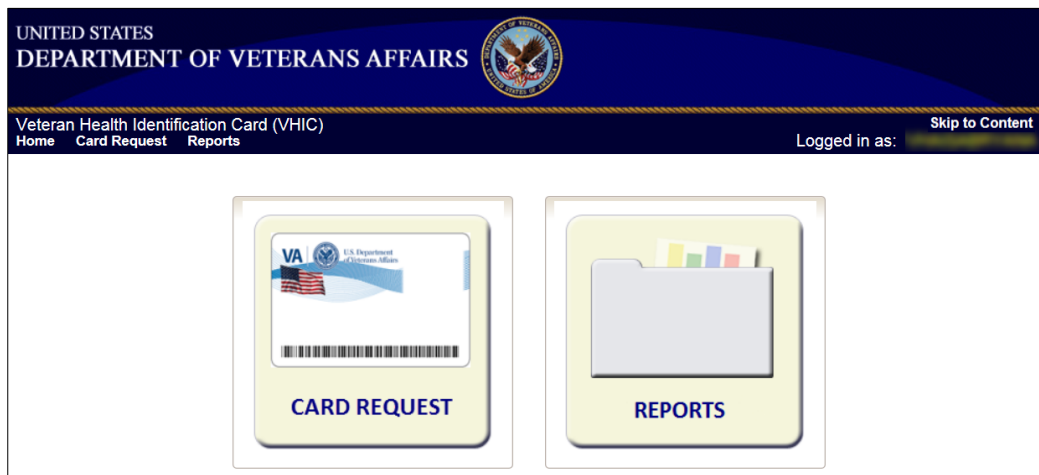 UNITED STATES
DEPARTMENT OF VETERANS AFFAIRS
Veteran Health Identification Card (VHIC)
Skip to Content
Home Card Request Reports
Logged in as:
VA
U.S. Department
of Veterans Affairs
CARD REQUEST
REPORTS